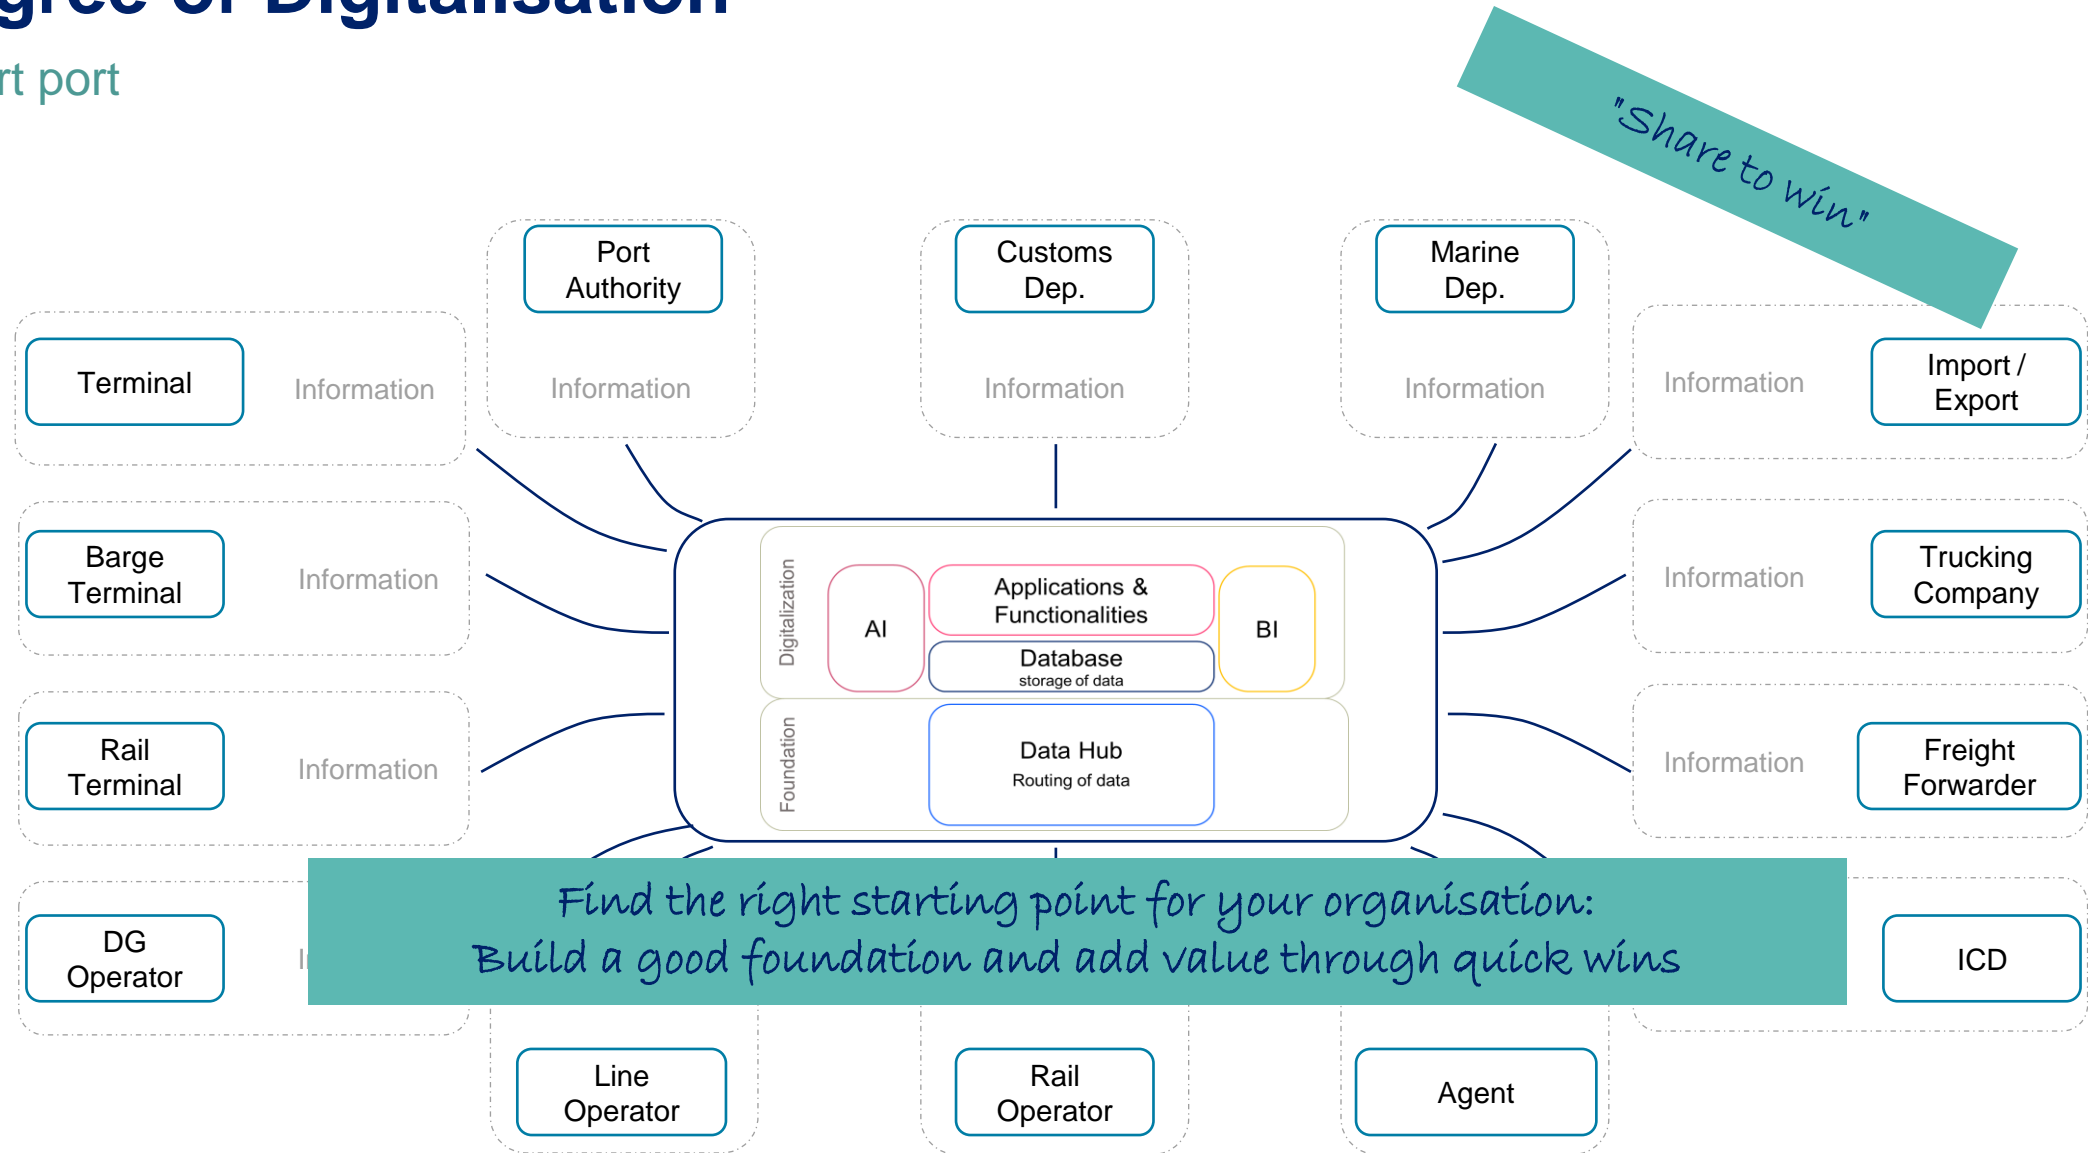 gree of Digitalisation
rt port
"Share to win"
Port
Authority
Information
Customs
Dep.
Information
Marine
Dep.
Information
Terminal
Information
Information
Import /
Export
Barge
Terminal
Information
Information
Trucking
Company
Rail
Terminal
Information
Information
Freight
Forwarder
Digitalization
AI
Applications &
Functionalities
Database
storage of data
BI
Foundation
Data Hub
Routing of data
DG
Operator
Find the right starting point for your organisation:
Build a good foundation and add value through quick wins
ICD
Line
Operator
Rail
Operator
Agent